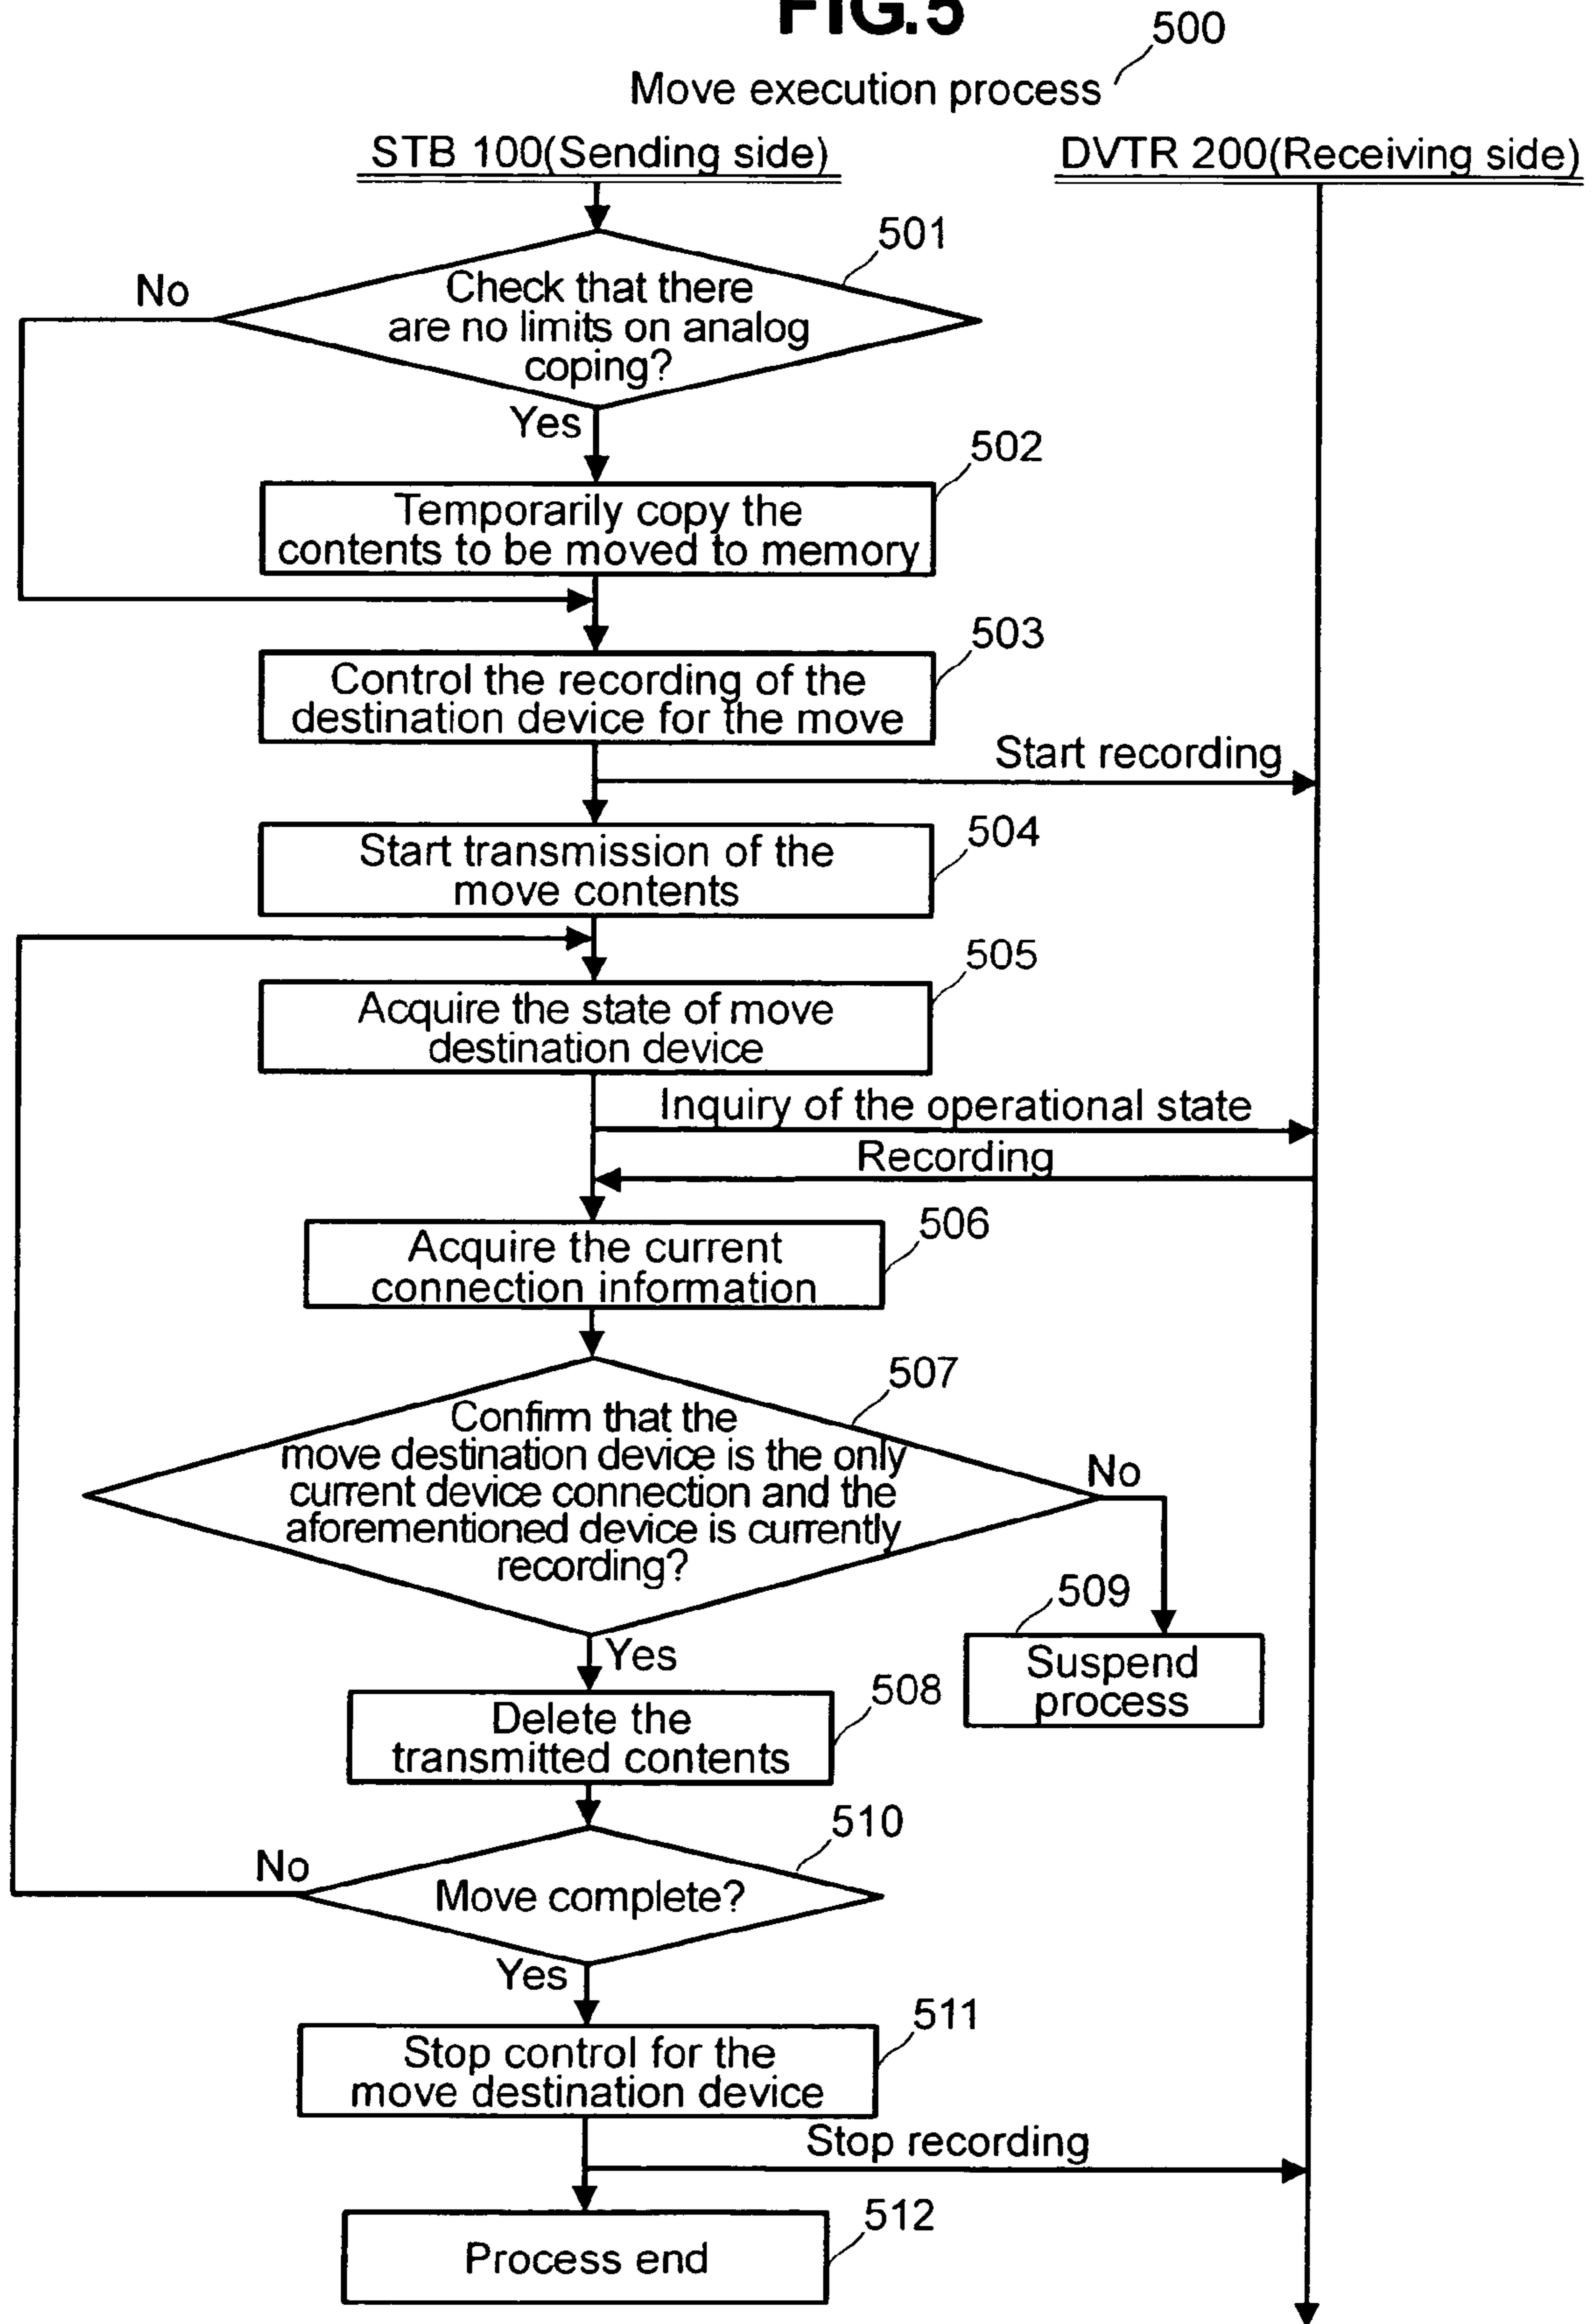 FIG.5
500
Move execution process
STB 100(Sending side)
DVTR 200(Receiving side)
501
No
Check that there
are no limits on analog
coping?
Yes
502
Temporarily copy the
contents to be moved to memory
503
Control the recording of the
destination device for the move
Start recording
504
Start transmission of the
move contents
505
Acquire the state of move
destination device
Inquiry of the operational state
Recording
506
Acquire the current
connection information
507
Confirm that the
move destination device is the only
current device connection and the
aforementioned device is currently
recording?
No
509
Suspend
process
Yes
508
Delete the
transmitted contents
510
No
Move complete?
Yes
511
Stop control for the
move destination device
Stop recording
512
Process end